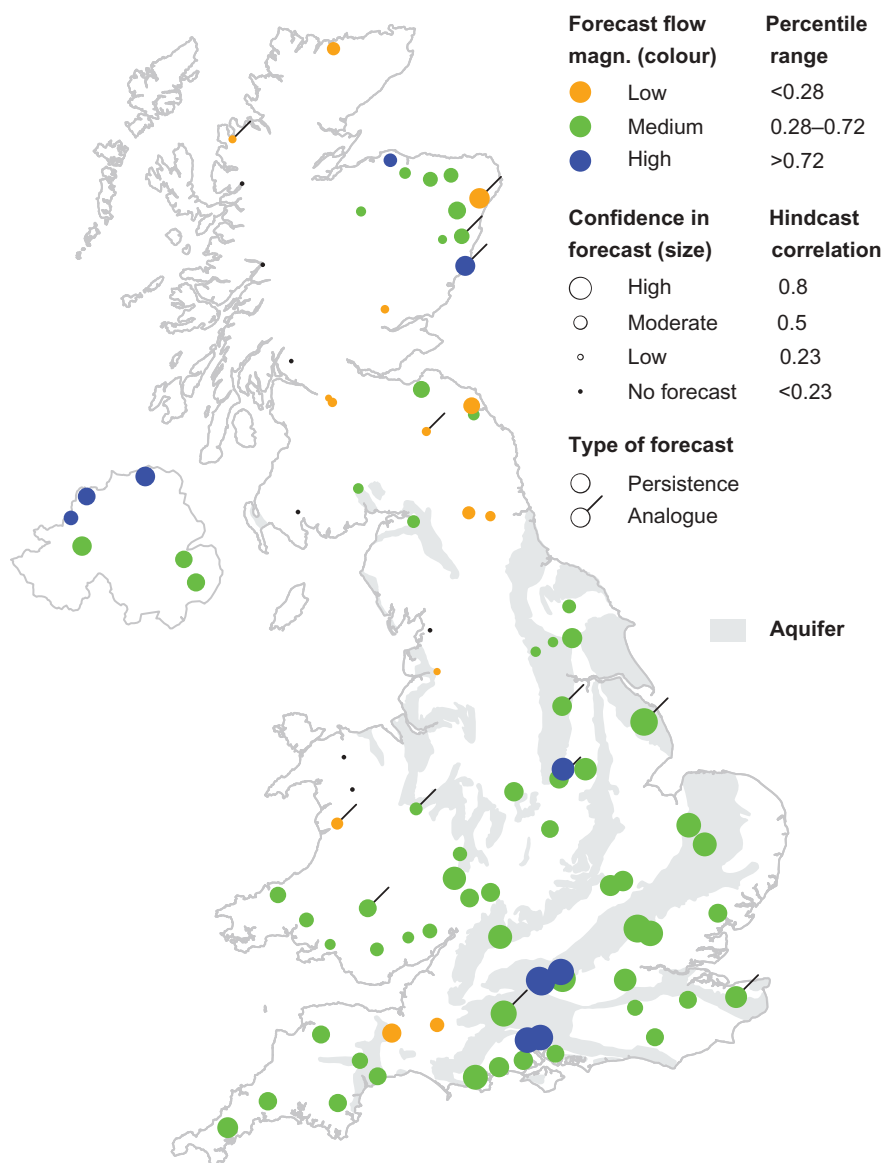 Forecast flow Percentile
magn. (colour) range
Low <0.28
Medium 0.28–0.72
High >0.72
Confidence in Hindcast
forecast (size) correlation
High 0.8
Moderate 0.5
Low 0.23
No forecast <0.23
Type of forecast
Persistence
Analogue
Aquifer